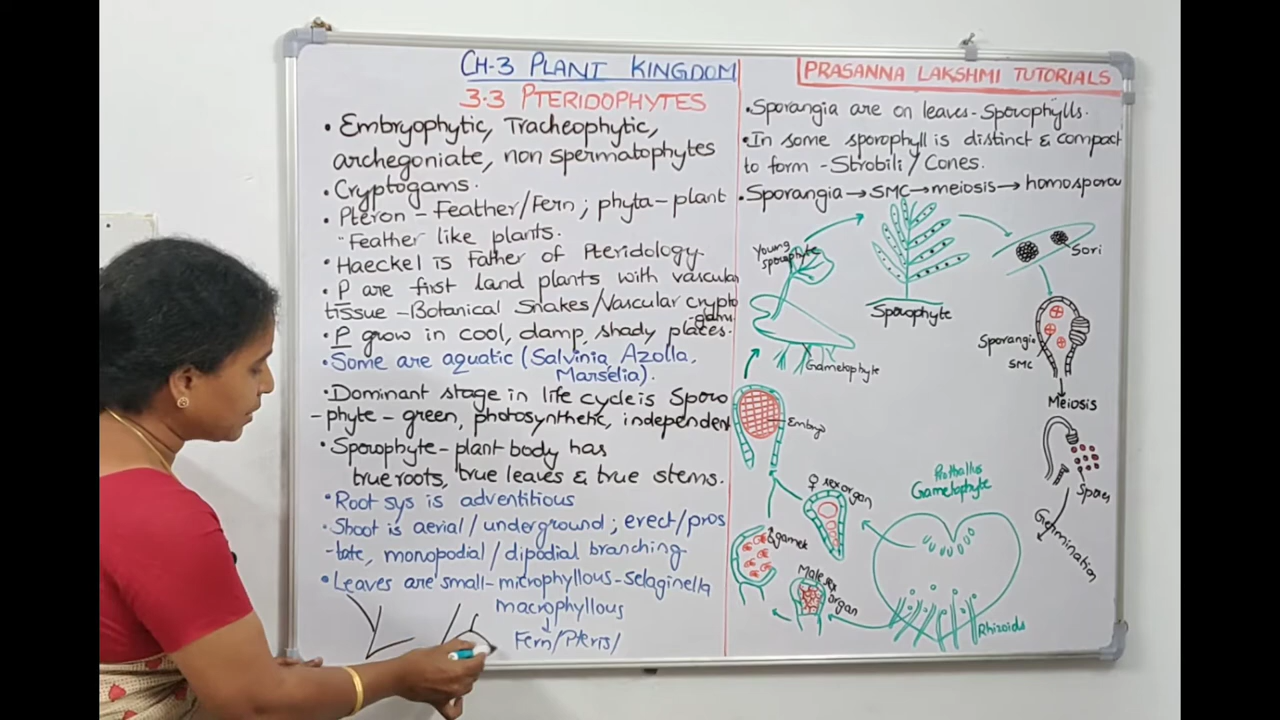 CH-3 PLANT KINGDOM
3.3 PTERIDOPHYTES
• Embryophytic, Tracheophytic,
archegoniate, non spermatophytes
• Cryptogams.
• Pteron - Feather/Fern ; phyta - plant
"Feather like plants.
• Haeckel is Father of Pteridology.
• P are first land plants with vascular
tissue - Botanical Snakes/Vascular crypto
-gams
• P grow in cool, damp, shady places.
• Some are aquatic (Salvinia, Azolla,
Marselia).
• Dominant stage in life cycle is Sporo
-phyte - green, photosynthetic, independent
• Sporophyte - plant body has
true roots, true leaves & true stems.
• Root sys is adventitious
• Shoot is aerial/underground ; erect/pros
-tate, monopodial/dipodial branching
• Leaves are small - microphyllous - selaginella
macrophyllous
Fern/Pteris/
PRASANNA LAKSHMI TUTORIALS
• Sporangia are on leaves - Sporophylls.
• In some sporophyll is distinct & compact
to form - Strobili/Cones.
• Sporangia → SMC → meiosis → homosporou
Young
sporophyte
Sori
Sporophyte
Sporangia
SMC
Gametophyte
Meiosis
Embryo
♀ sex organ
Prothallus
Gametophyte
Spores
Germination
gamet
Male sex
organ
Rhizoids